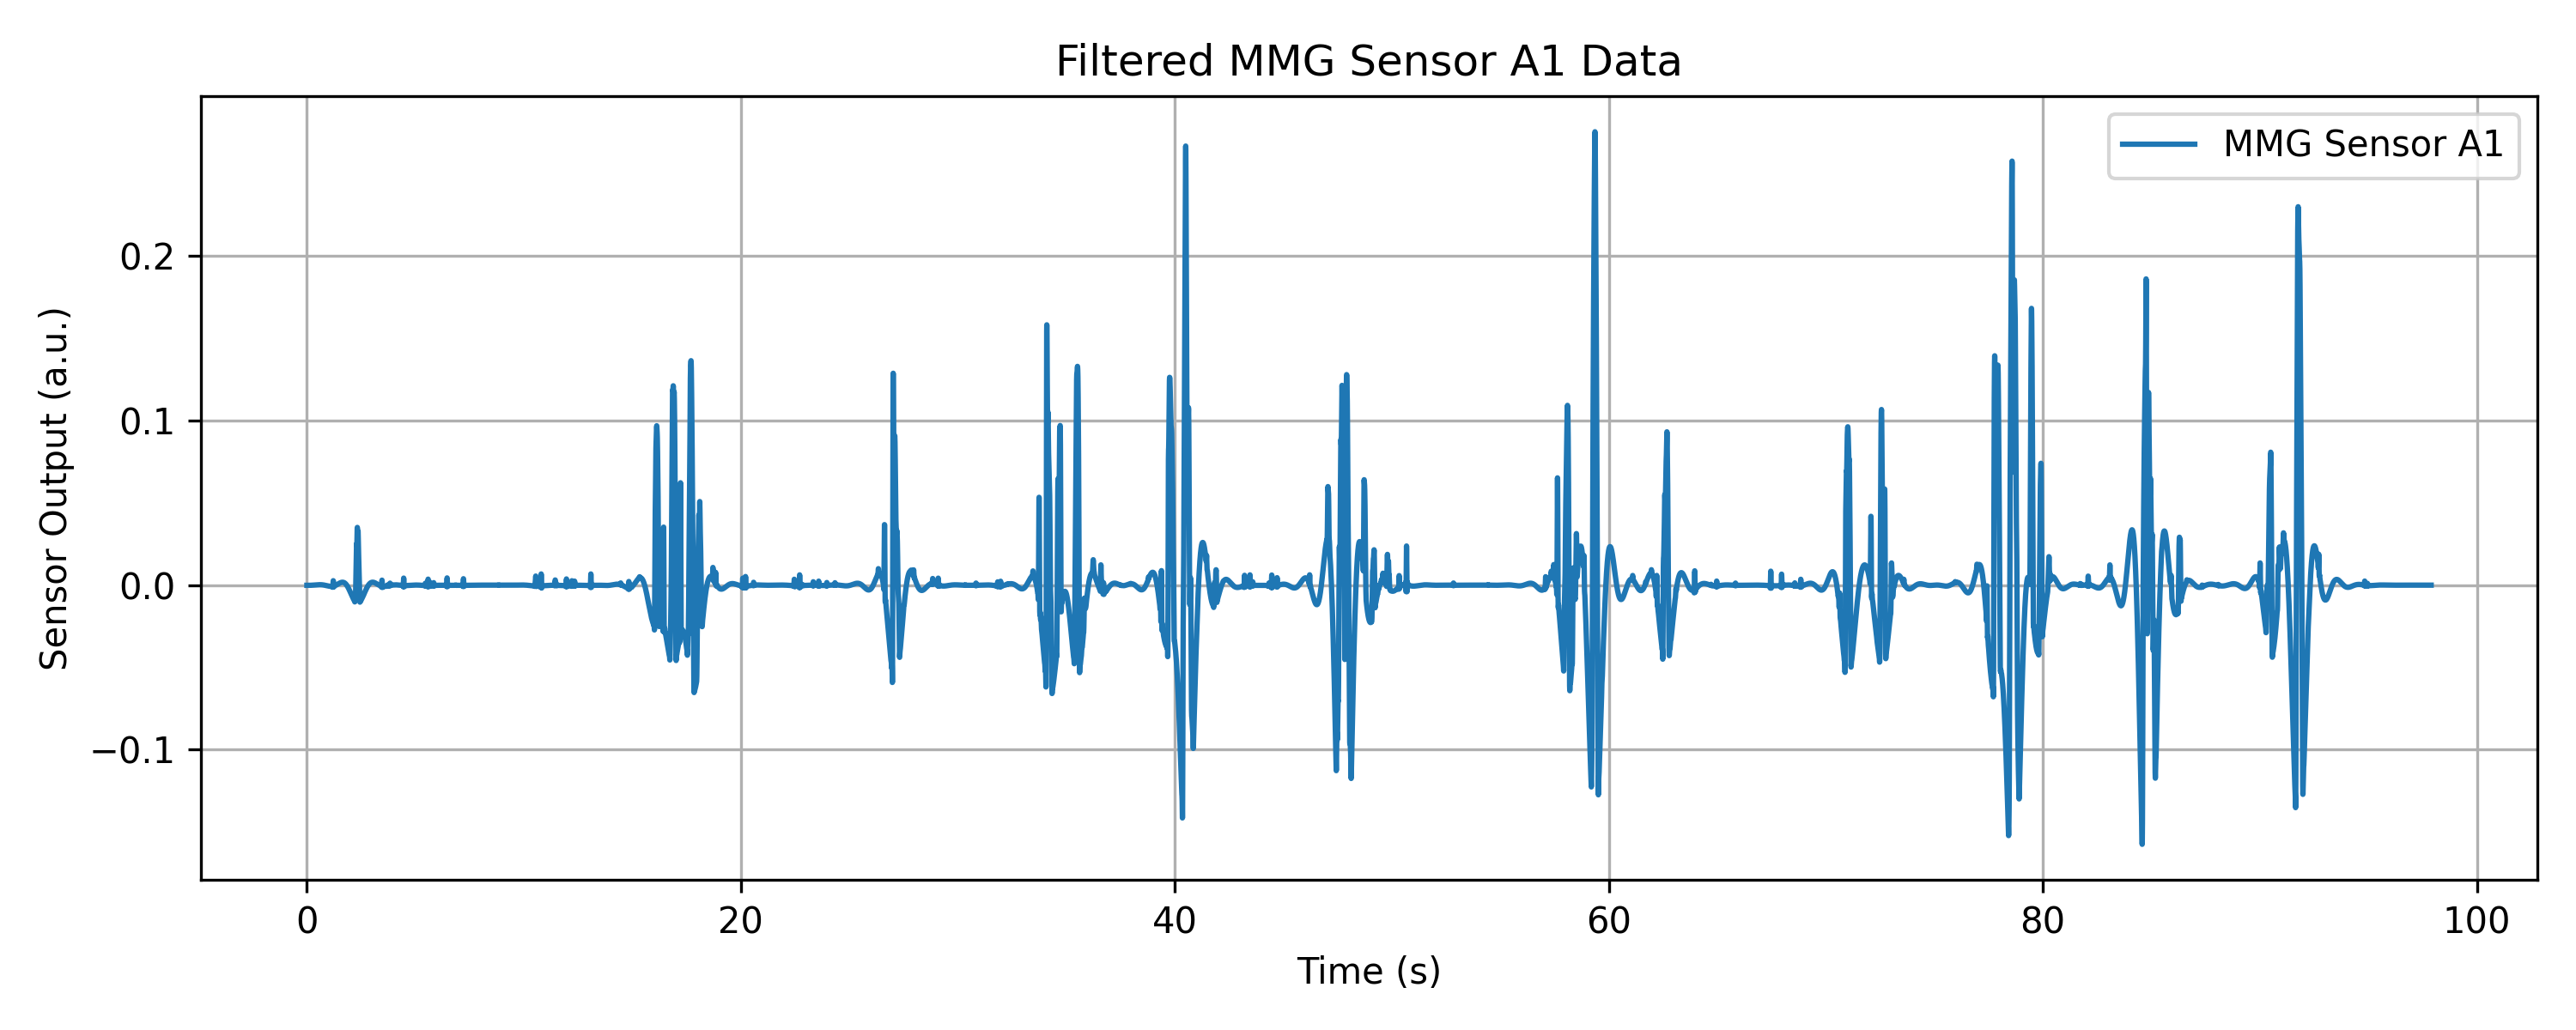 Filtered MMG Sensor A1 Data
MMG Sensor A1
Sensor Output (a.u.)
0.2
0.1
0.0
−0.1
0 20 40 60 80 100
Time (s)